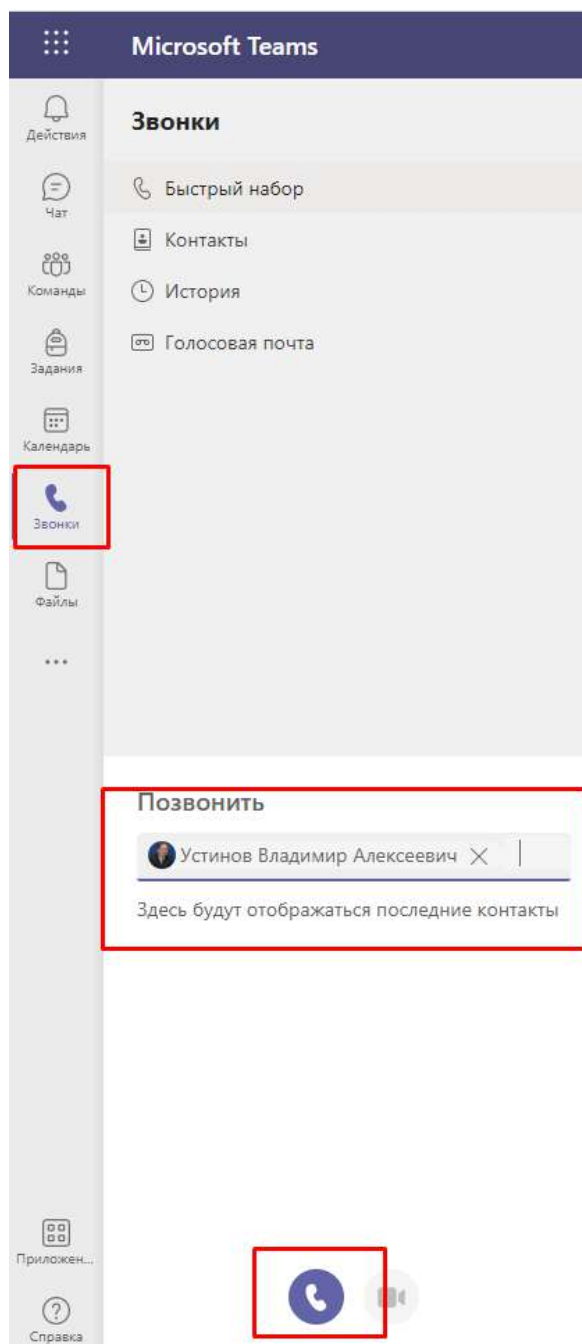 Microsoft Teams
Действия
Чат
Команды
Задания
Календарь
Звонки
Файлы
Приложен...
Справка
Звонки
Быстрый набор
Контакты
История
Голосовая почта
Позвонить
Устинов Владимир Алексеевич
Здесь будут отображаться последние контакты